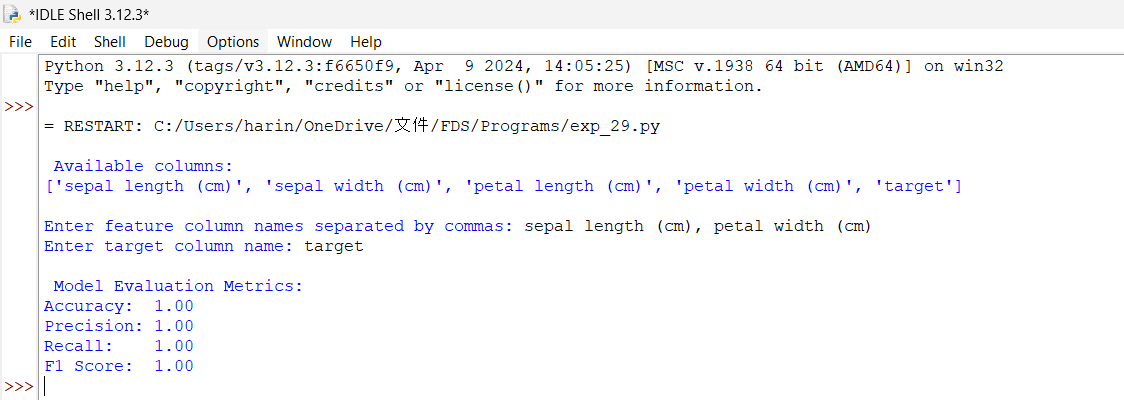 *IDLE Shell 3.12.3*
File Edit Shell Debug Options Window Help
Python 3.12.3 (tags/v3.12.3:f6650f9, Apr  9 2024, 14:05:25) [MSC v.1938 64 bit (AMD64)] on win32
Type "help", "copyright", "credits" or "license()" for more information.
>>>
= RESTART: C:/Users/harin/OneDrive/文件/FDS/Programs/exp_29.py
Available columns:
['sepal length (cm)', 'sepal width (cm)', 'petal length (cm)', 'petal width (cm)', 'target']
Enter feature column names separated by commas: sepal length (cm), petal width (cm)
Enter target column name: target
Model Evaluation Metrics:
Accuracy:  1.00
Precision: 1.00
Recall:    1.00
F1 Score:  1.00
>>>